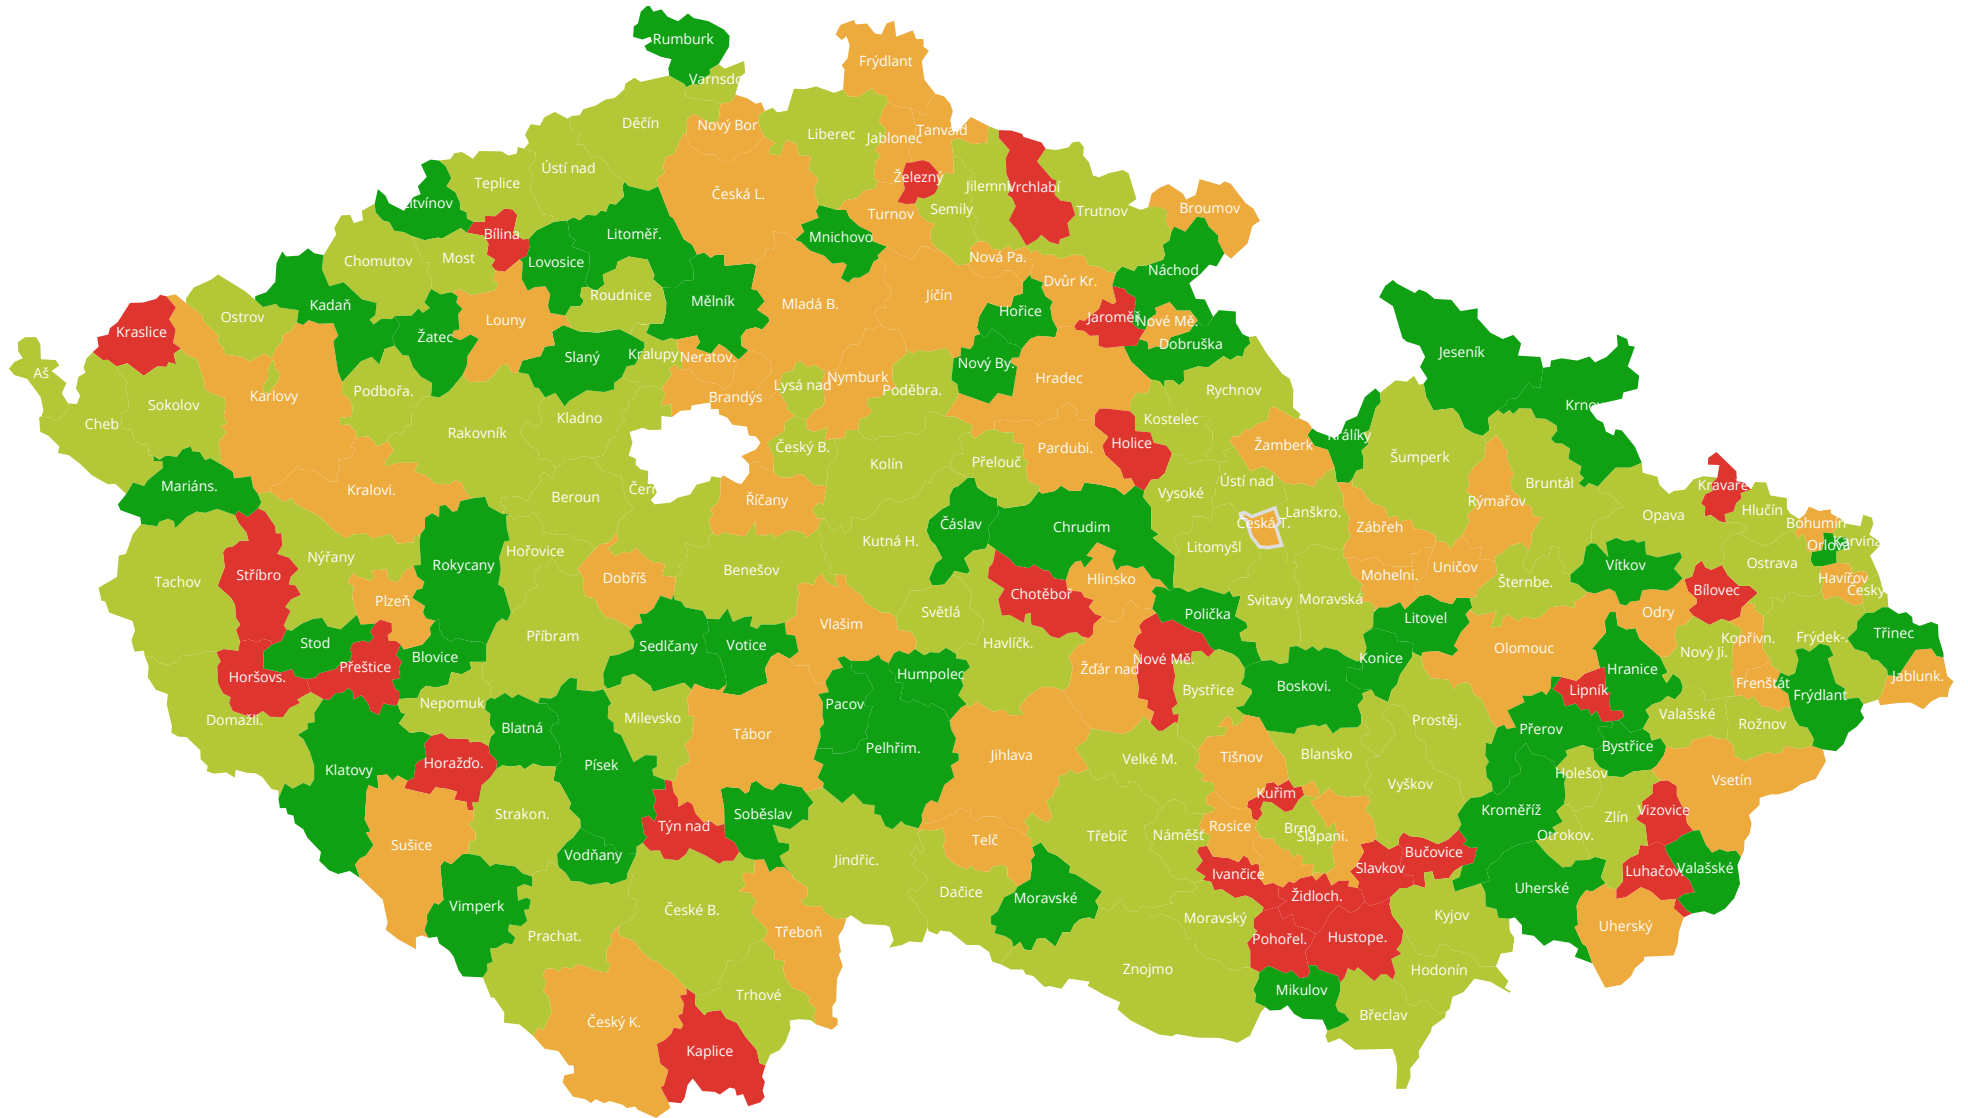 Rumburk
Frýdlant
Děčín
Nový Bor
Liberec
Jablonec
Tanvald
Teplice
Ústí nad
Česká L.
Železný
Jilemni
Vrchlabí
Turnov
Semily
Trutnov
Broumov
Bílina
Litoměř.
Mnichovo
Chomutov
Most
Lovosice
Nová Pa.
Náchod
Dvůr Kr.
Roudnice
Mělník
Mladá B.
Jičín
Kadaň
Ostrov
Louny
Hořice
Jaroměř
Nové Mě.
Kraslice
Žatec
Slaný
Kralupy
Neratov.
Dobruška
Jeseník
Aš
Karlovy
Podbořa.
Lysá nad
Nymburk
Poděbra.
Nový By.
Hradec
Rychnov
Sokolov
Brandýs
Cheb
Rakovník
Kladno
Kostelec
Králíky
Český B.
Pardubi.
Holice
Žamberk
Kolín
Přelouč
Šumperk
Mariáns.
Kralovi.
Beroun
Říčany
Vysoké
Ústí nad
Bruntál
Kravaře
Rýmařov
Čáslav
Chrudim
Česká T.
Lanškro.
Zábřeh
Opava
Hlučín
Bohumín
Nýřany
Hořovice
Kutná H.
Litomyšl
Orlová
Karviná
Tachov
Stříbro
Rokycany
Dobříš
Benešov
Hlinsko
Mohelni.
Uničov
Šternbe.
Vítkov
Ostrava
Havířov
Český
Plzeň
Chotěboř
Svitavy
Moravská
Bílovec
Světlá
Polička
Litovel
Odry
Vlašim
Příbram
Stod
Sedlčany
Votice
Havlíčk.
Kopřivn.
Frýdek-.
Třinec
Blovice
Přeštice
Olomouc
Nový Ji.
Horšovs.
Humpolec
Žďár nad
Nové Mě.
Konice
Hranice
Jablunk.
Nepomuk
Milevsko
Pacov
Bystřice
Boskovi.
Lipník
Frenštát
Frýdlant
Domažli.
Blatná
Tábor
Prostěj.
Přerov
Valašské
Rožnov
Pelhřim.
Jihlava
Velké M.
Tišnov
Blansko
Bystřice
Klatovy
Horažďo.
Písek
Vyškov
Holešov
Vsetín
Strakon.
Týn nad
Soběslav
Kuřim
Kroměříž
Zlín
Vizovice
Sušice
Telč
Třebíč
Náměšť
Rosice
Brno
Šlapani.
Otrokov.
Vodňany
Jindřic.
Bučovice
Slavkov
Ivančice
Luhačov.
Valašské
Vimperk
České B.
Dačice
Moravské
Židloch.
Uherské
Prachat.
Třeboň
Moravský
Pohořel.
Hustope.
Kyjov
Uherský
Znojmo
Hodonín
Český K.
Trhové
Mikulov
Břeclav
Kaplice